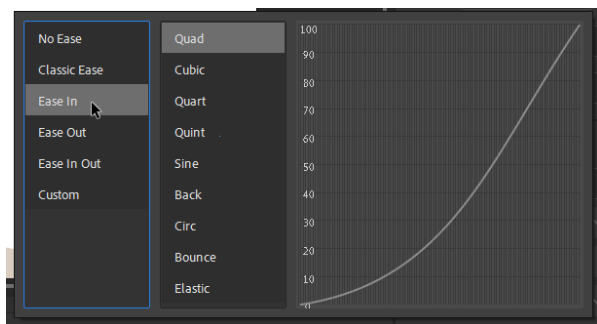 No Ease
Classic Ease
Ease In
Ease Out
Ease In Out
Custom
Quad
Cubic
Quart
Quint
Sine
Back
Circ
Bounce
Elastic
100
90
80
70
60
50
40
30
20
10
0